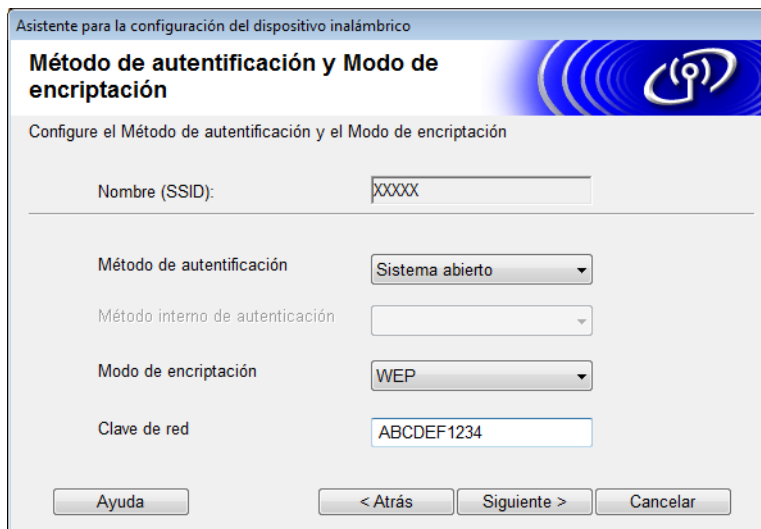 Asistente para la configuración del dispositivo inalámbrico
Método de autentificación y Modo de
encriptación
Configure el Método de autentificación y el Modo de encriptación
Nombre (SSID): XXXXX
Método de autentificación Sistema abierto
Método interno de autenticación
Modo de encriptación WEP
Clave de red ABCDEF1234
Ayuda < Atrás Siguiente > Cancelar